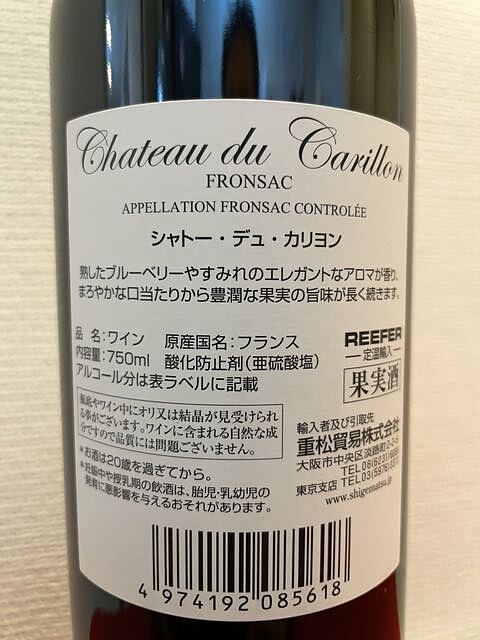 Chateau du Carillon
FRONSAC
APPELLATION FRONSAC CONTROLÉE
シャトー・デュ・カリヨン
熟したブルーベリーやすみれのエレガントなアロマが香り、
まろやかな口当たりから豊潤な果実の旨味が長く続きます。
品 名：ワイン 原産国名：フランス
内容量：750ml 酸化防止剤（亜硫酸塩）
アルコール分は表ラベルに記載
REEFER
定温輸入
果実酒
瓶底やワイン中にオリ又は結晶が見受けられ
る事がございます。ワインに含まれる自然な成
分ですので品質には問題ございません。
*お酒は20歳を過ぎてから。
*妊娠中や授乳期の飲酒は、胎児・乳幼児の
発育に悪影響を与えるおそれがあります。
輸入者及び引取先
重松貿易株式会社
大阪市中央区淡路町2-2-5
TEL06(6231)
東京支店 TEL03(5976)
www.shigematsu.jp
4 974192 085618